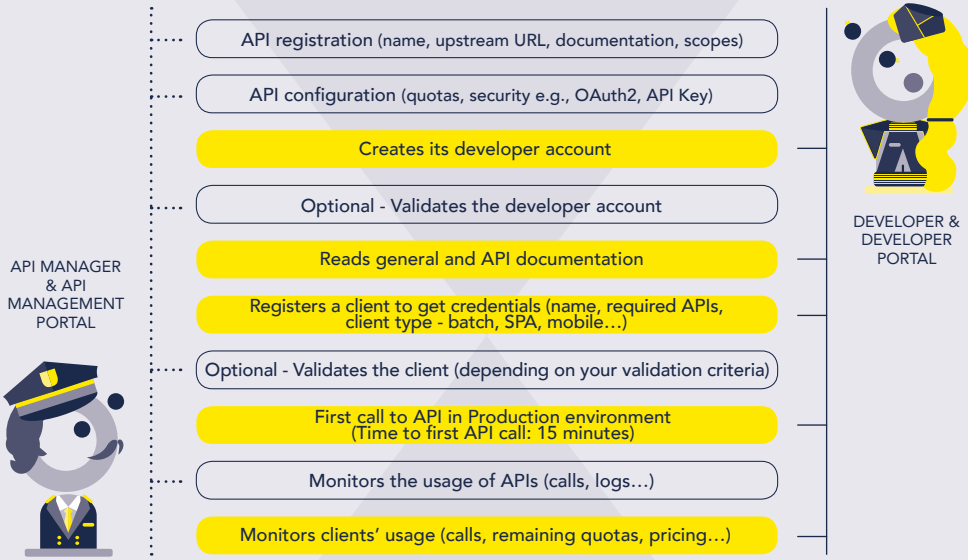 API registration (name, upstream URL, documentation, scopes)
API configuration (quotas, security e.g., OAuth2, API Key)
Creates its developer account
Optional - Validates the developer account
Reads general and API documentation
Registers a client to get credentials (name, required APIs,
client type - batch, SPA, mobile…)
Optional - Validates the client (depending on your validation criteria)
First call to API in Production environment
(Time to first API call: 15 minutes)
Monitors the usage of APIs (calls, logs…)
Monitors clients’ usage (calls, remaining quotas, pricing…)
API MANAGER
& API
MANAGEMENT
PORTAL
DEVELOPER &
DEVELOPER
PORTAL